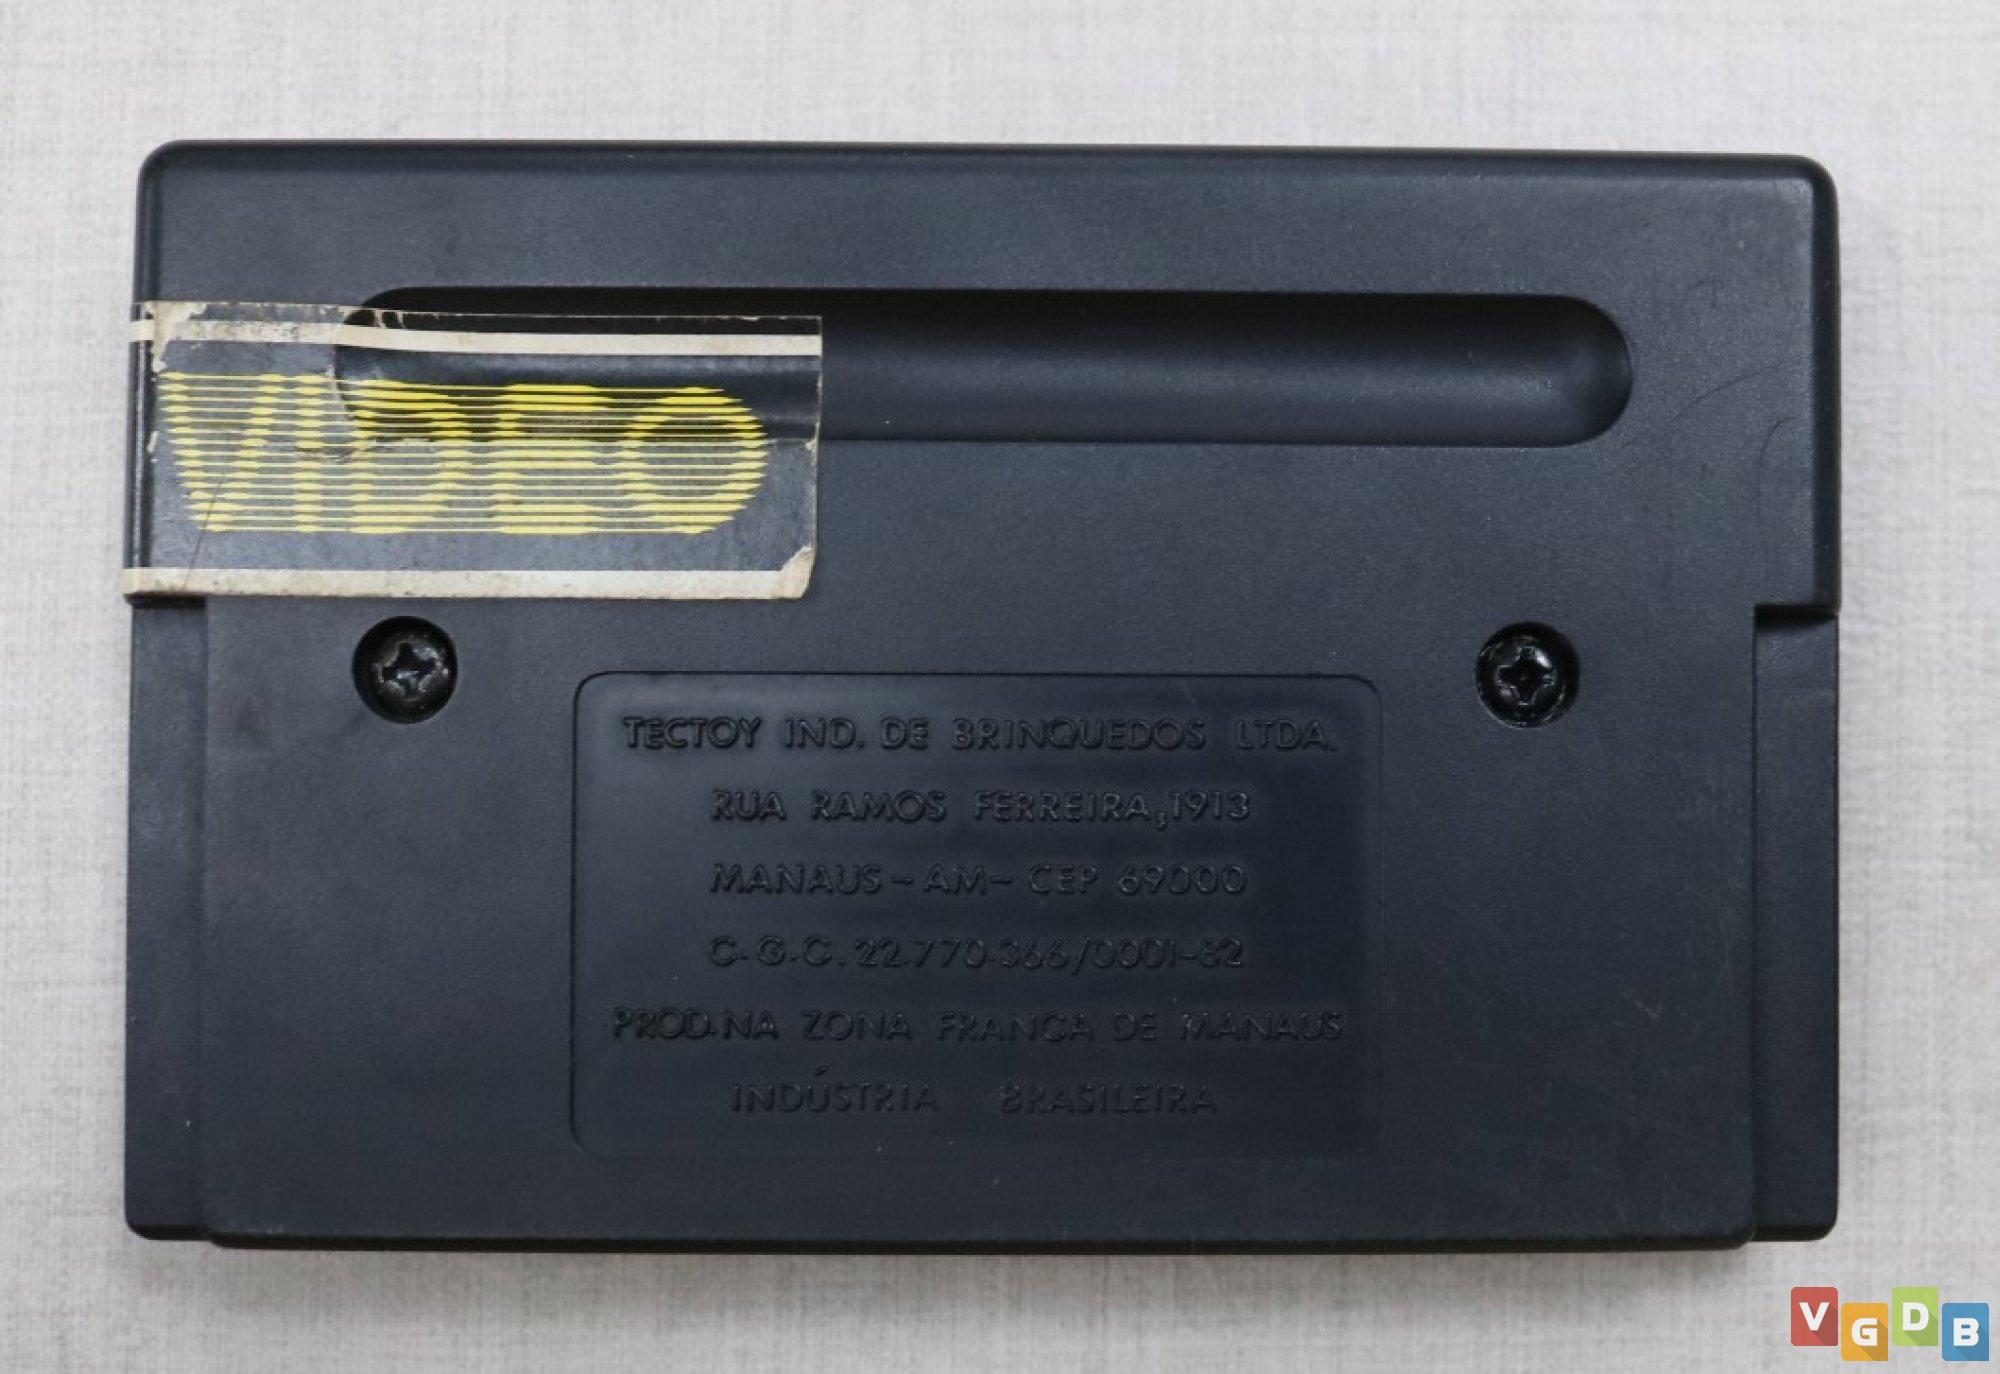 VIDEO
TECTOY IND. DE BRINQUEDOS LTDA.
RUA RAMOS FERREIRA,1913
MANAUS - AM - CEP 69000
C.G.C. 22.770.366/0001-82
PROD.NA ZONA FRANCA DE MANAUS
INDÚSTRIA BRASILEIRA
VGDB